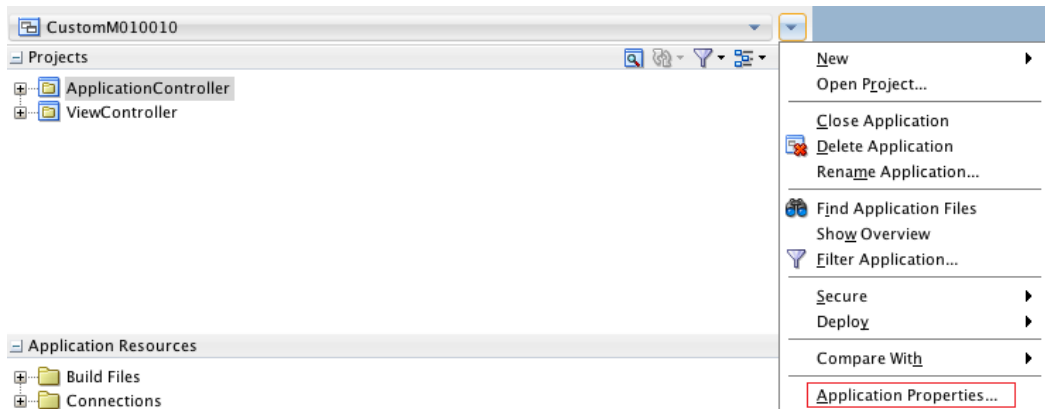 CustomM010010
Projects
ApplicationController
ViewController
Application Resources
Build Files
Connections
New
Open Project...
Close Application
Delete Application
Rename Application...
Find Application Files
Show Overview
Filter Application...
Secure
Deploy
Compare With
Application Properties...